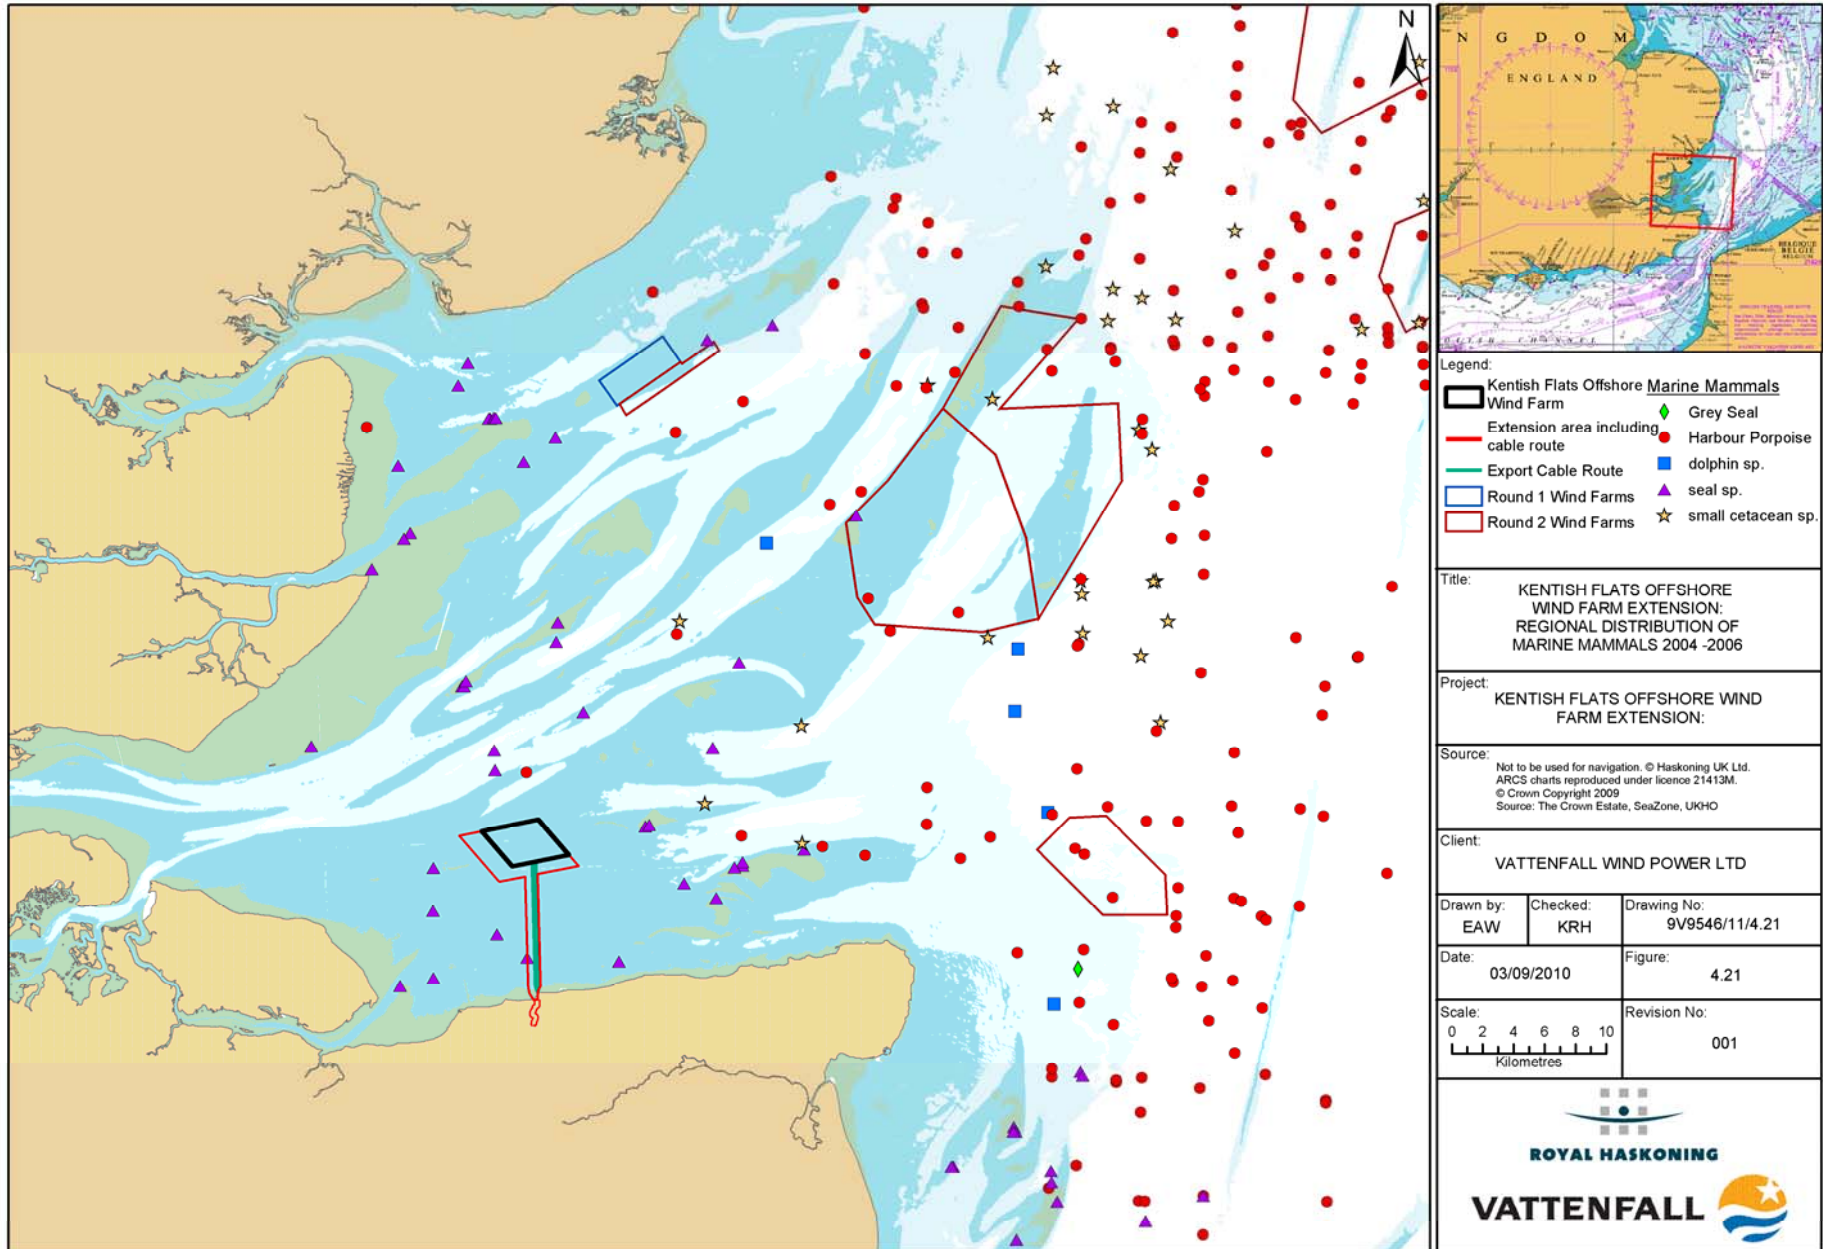 N
N G D O M
ENGLAND
BELGIQUE
BELGIË
BELGIUM
Legend:
Kentish Flats Offshore
Wind Farm
Extension area including
cable route
Export Cable Route
Round 1 Wind Farms
Round 2 Wind Farms
Marine Mammals
Grey Seal
Harbour Porpoise
dolphin sp.
seal sp.
small cetacean sp.
Title:
KENTISH FLATS OFFSHORE
WIND FARM EXTENSION:
REGIONAL DISTRIBUTION OF
MARINE MAMMALS 2004 -2006
Project:
KENTISH FLATS OFFSHORE WIND
FARM EXTENSION:
Source:
Not to be used for navigation. © Haskoning UK Ltd.
ARCS charts reproduced under licence 21413M.
© Crown Copyright 2009
Source: The Crown Estate, SeaZone, UKHO
Client:
VATTENFALL WIND POWER LTD
Drawn by:
EAW
Checked:
KRH
Drawing No:
9V9546/11/4.21
Date:
03/09/2010
Figure:
4.21
Scale:
0 2 4 6 8 10
Kilometres
Revision No:
001
ROYAL HASKONING
VATTENFALL